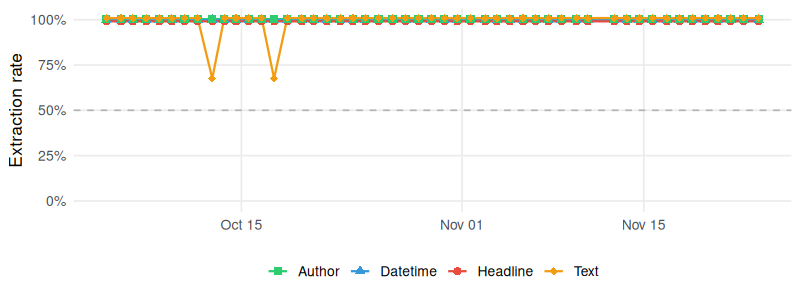 Extraction rate
100%
75%
50%
25%
0%
Oct 15 Nov 01 Nov 15
Author Datetime Headline Text